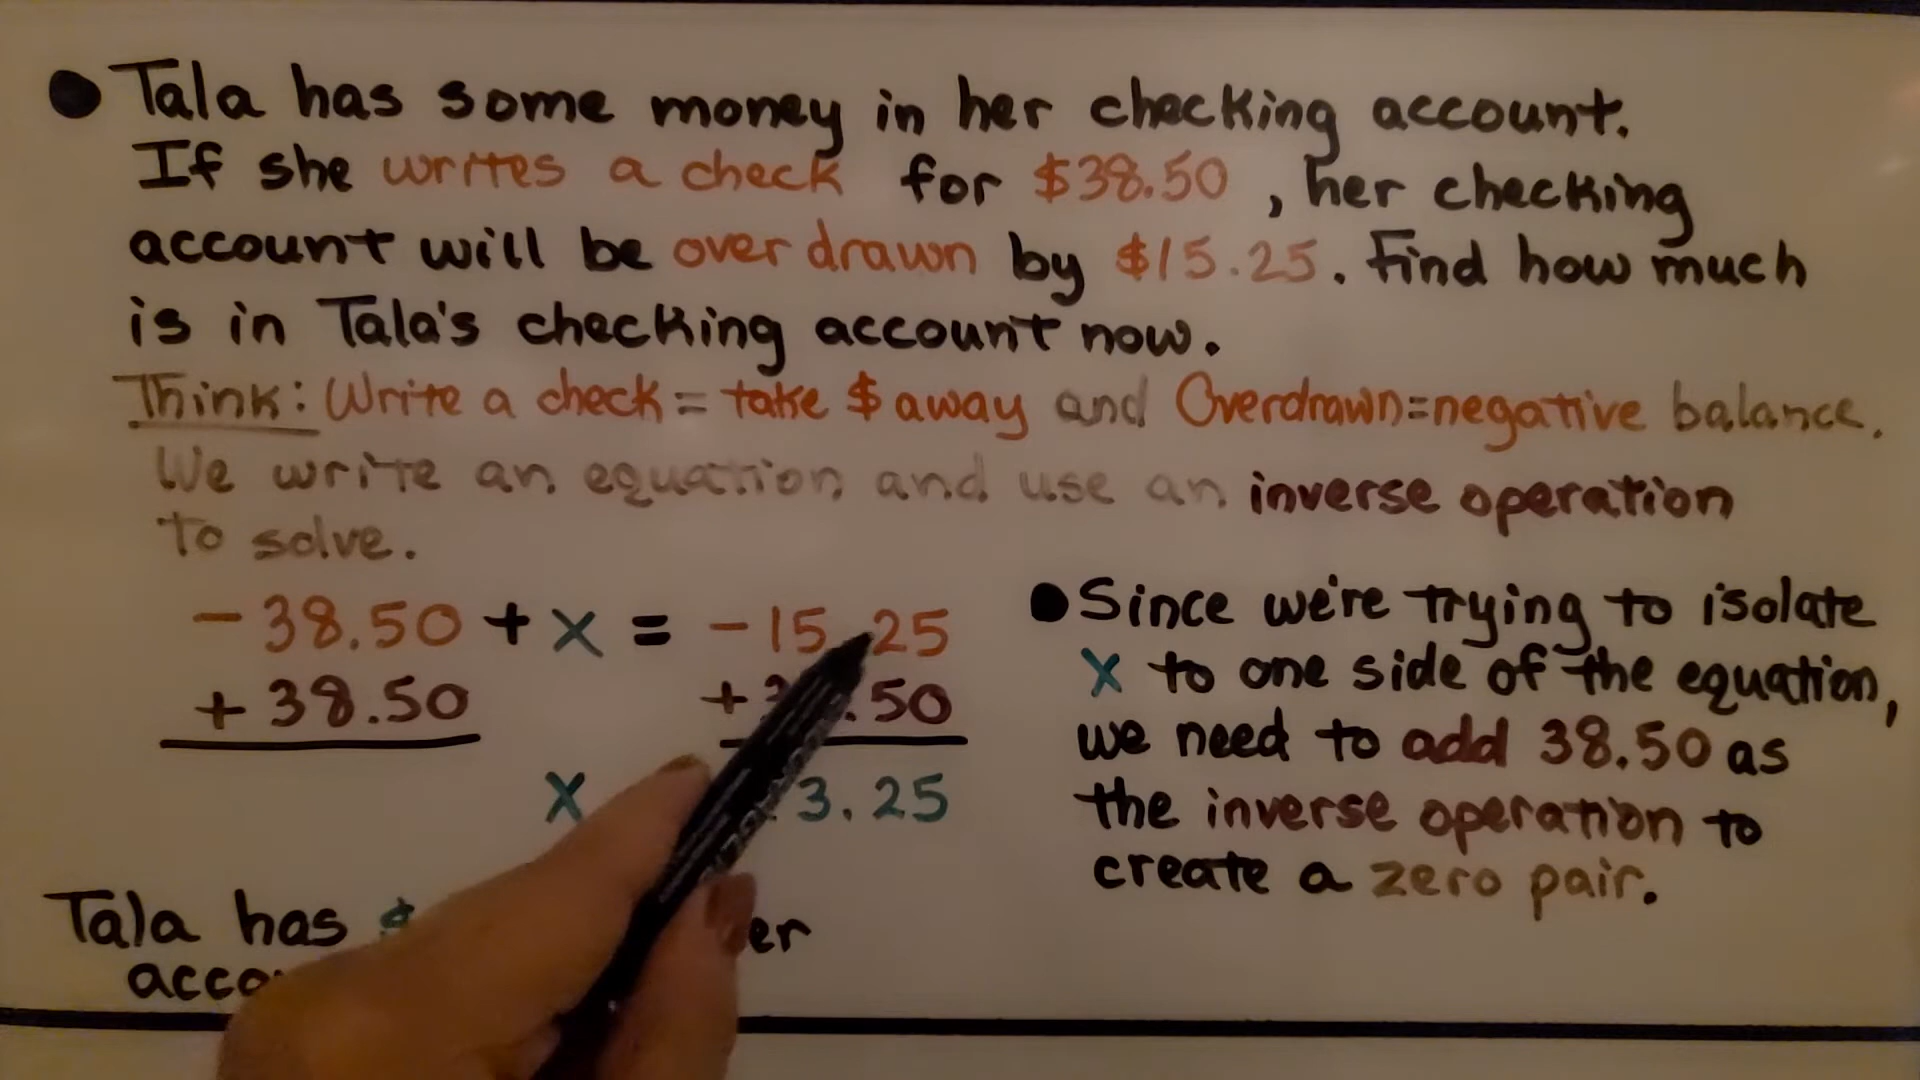 Tala has some money in her checking account.
If she writes a check for $38.50, her checking
account will be overdrawn by $15.25. Find how much
is in Tala's checking account now.
Think: Write a check = take $ away and Overdrawn = negative balance.
We write an equation and use an inverse operation
to solve.
-38.50 + x = -15.25
+ 38.50 + .50
x 3.25
Tala has $
Since we're trying to isolate
x to one side of the equation,
we need to add 38.50 as
the inverse operation to
create a zero pair.